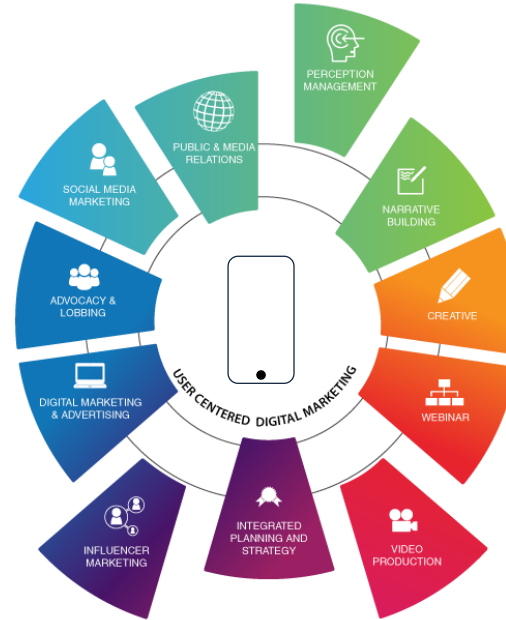 PERCEPTION
MANAGEMENT
PUBLIC & MEDIA
RELATIONS
SOCIAL MEDIA
MARKETING
NARRATIVE
BUILDING
ADVOCACY &
LOBBING
CREATIVE
DIGITAL MARKETING
& ADVERTISING
WEBINAR
USER CENTERED DIGITAL MARKETING
INFLUENCER
MARKETING
INTEGRATED
PLANNING AND
STRATEGY
VIDEO
PRODUCTION